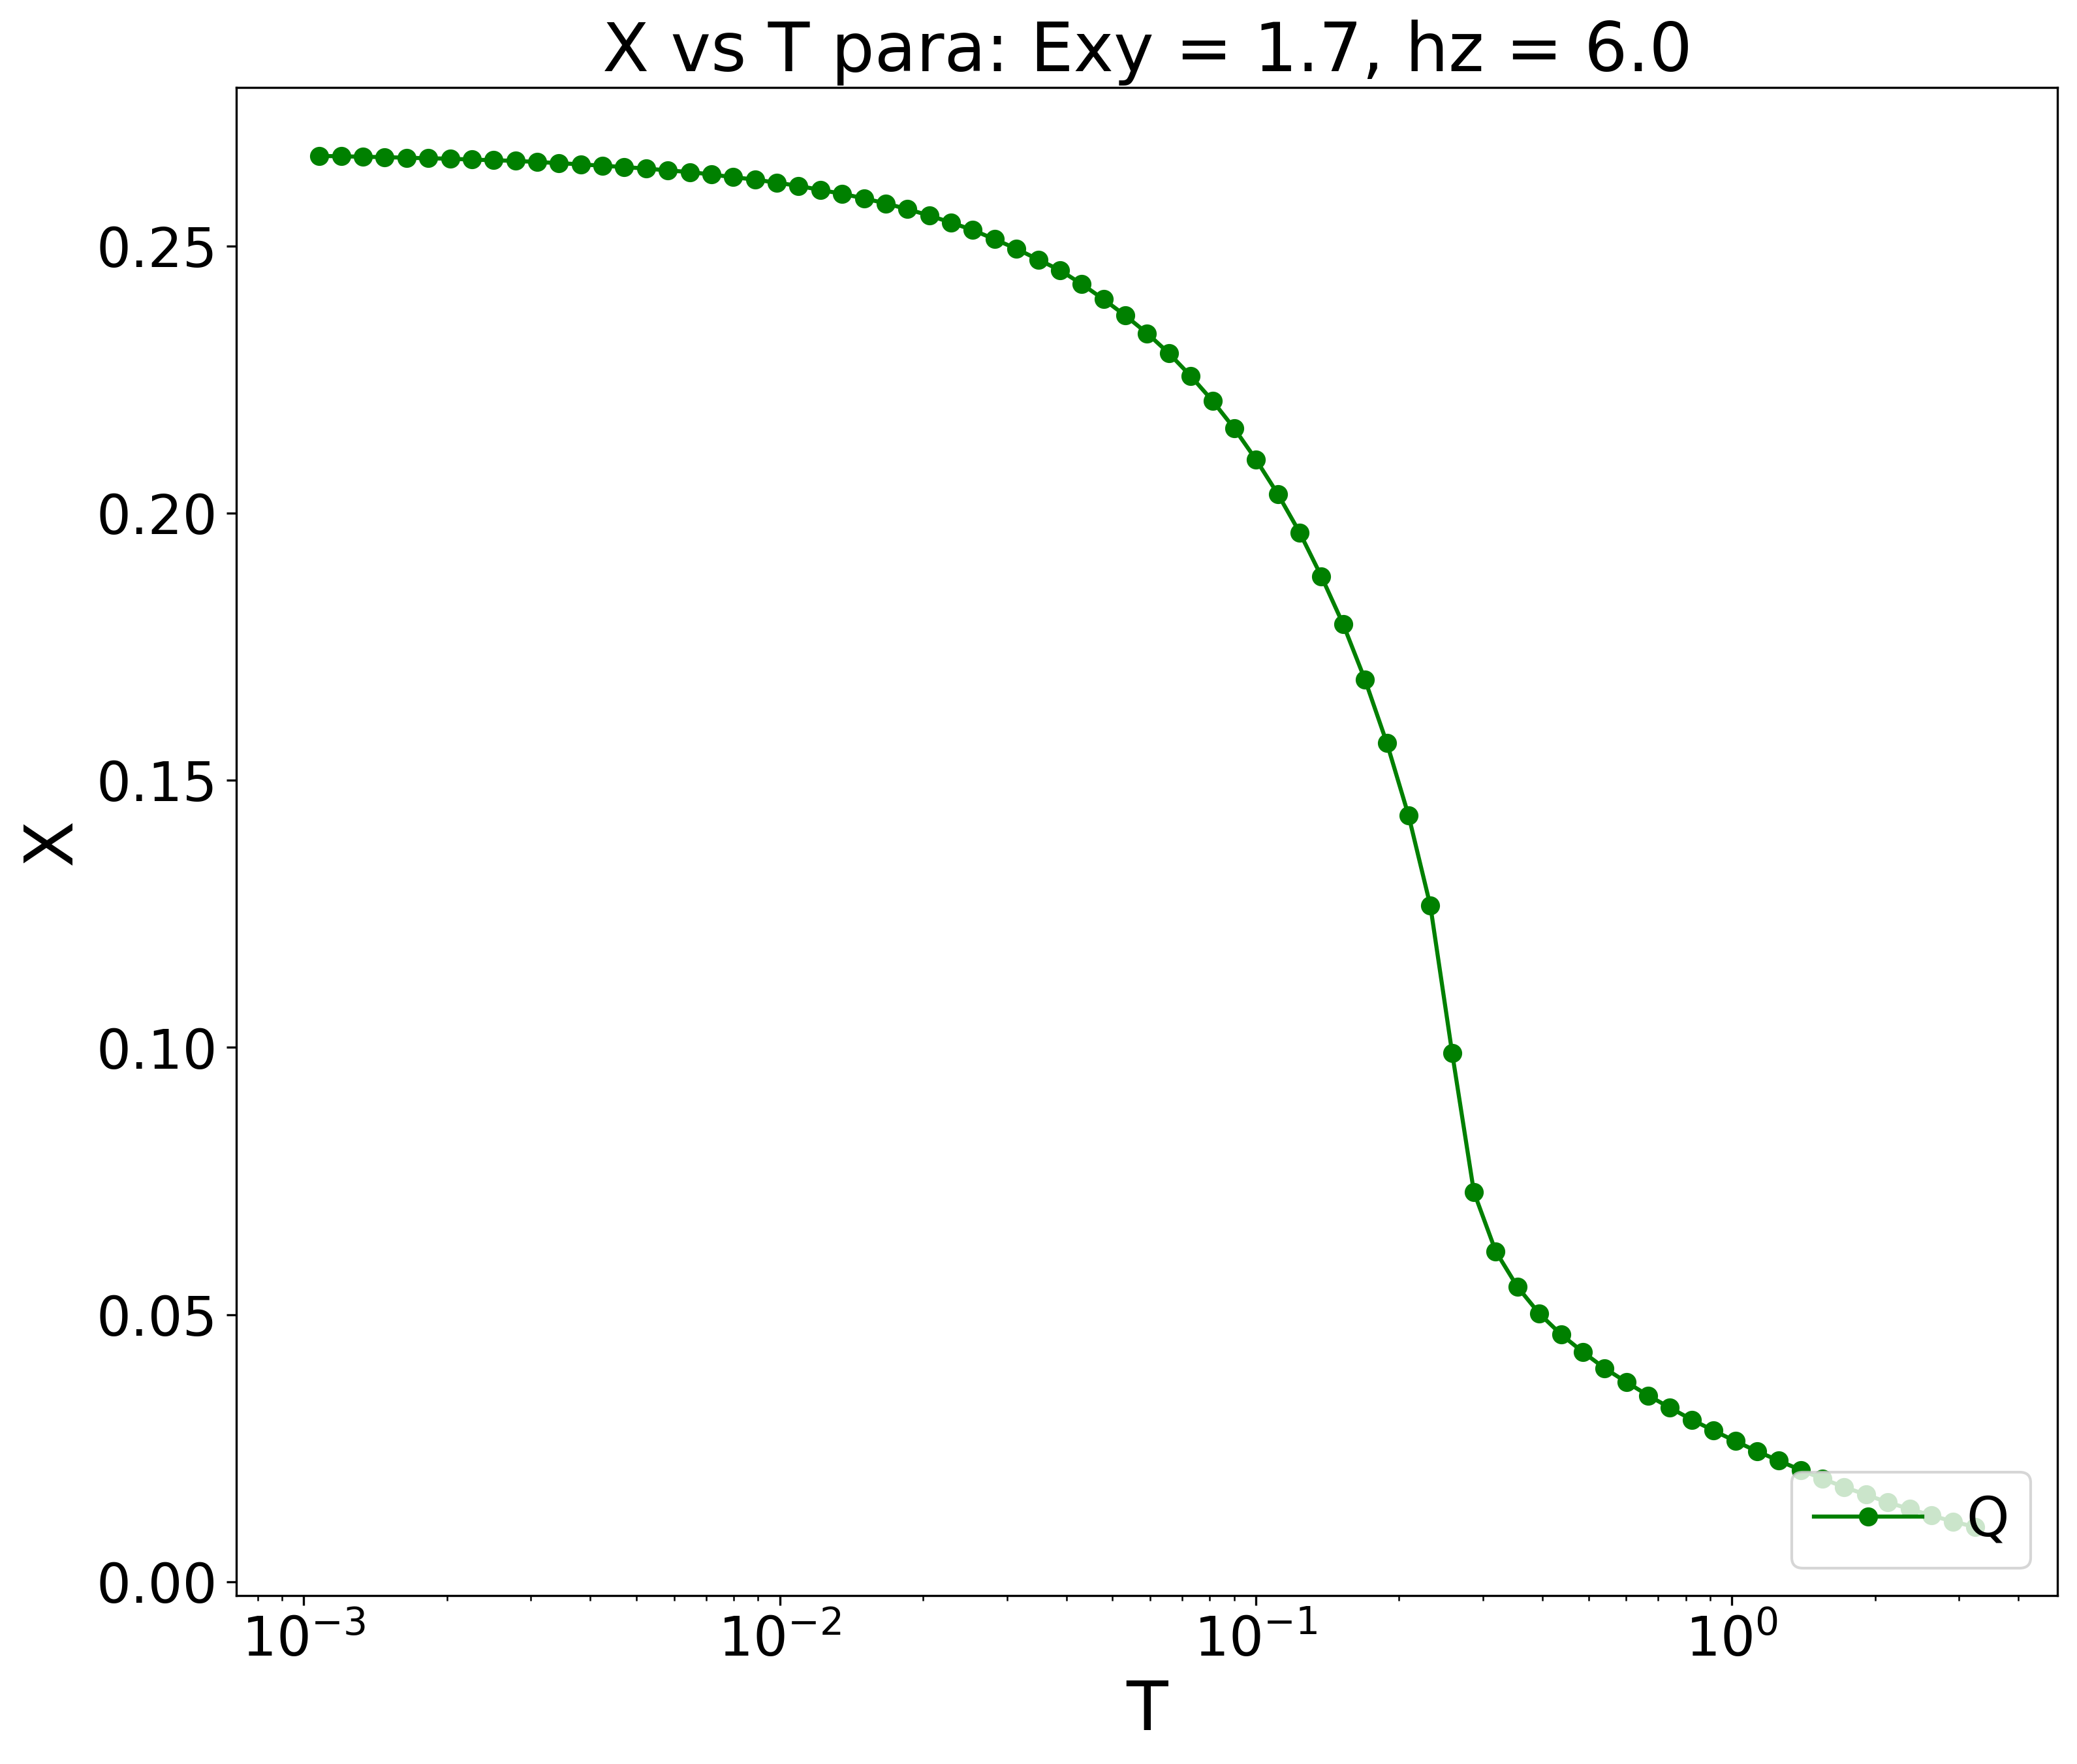 X vs T para: Exy = 1.7, hz = 6.0
X
0.25
0.20
0.15
0.10
0.05
0.00
10⁻³ 10⁻² 10⁻¹ 10⁰
T
Q